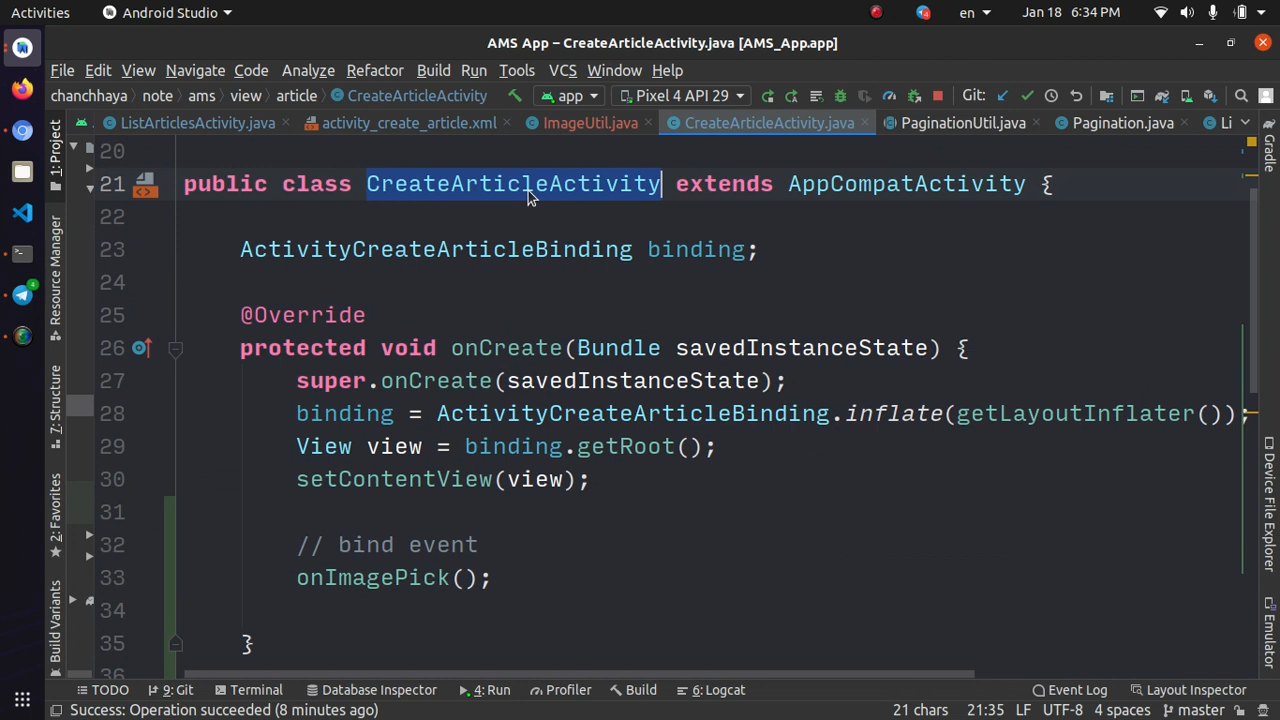 Activities Android Studio en Jan 18 6:34 PM
AMS App – CreateArticleActivity.java [AMS_App.app]
File Edit View Navigate Code Analyze Refactor Build Run Tools VCS Window Help
chanchhaya note ams view article CreateArticleActivity app Pixel 4 API 29 Git:
ListArticlesActivity.java activity_create_article.xml ImageUtil.java CreateArticleActivity.java PaginationUtil.java Pagination.java Li
1: Project
Resource Manager
7: Structure
2: Favorites
Build Variants
20
21 public class CreateArticleActivity extends AppCompatActivity {
22
23 ActivityCreateArticleBinding binding;
24
25 @Override
26 protected void onCreate(Bundle savedInstanceState) {
27 super.onCreate(savedInstanceState);
28 binding = ActivityCreateArticleBinding.inflate(getLayoutInflater());
29 View view = binding.getRoot();
30 setContentView(view);
31
32 // bind event
33 onImagePick();
34
35 }
36
Gradle
Device File Explorer
Emulator
TODO 9: Git Terminal Database Inspector 4: Run Profiler Build 6: Logcat Event Log Layout Inspector
Success: Operation succeeded (8 minutes ago) 21 chars 21:35 LF UTF-8 4 spaces master
4